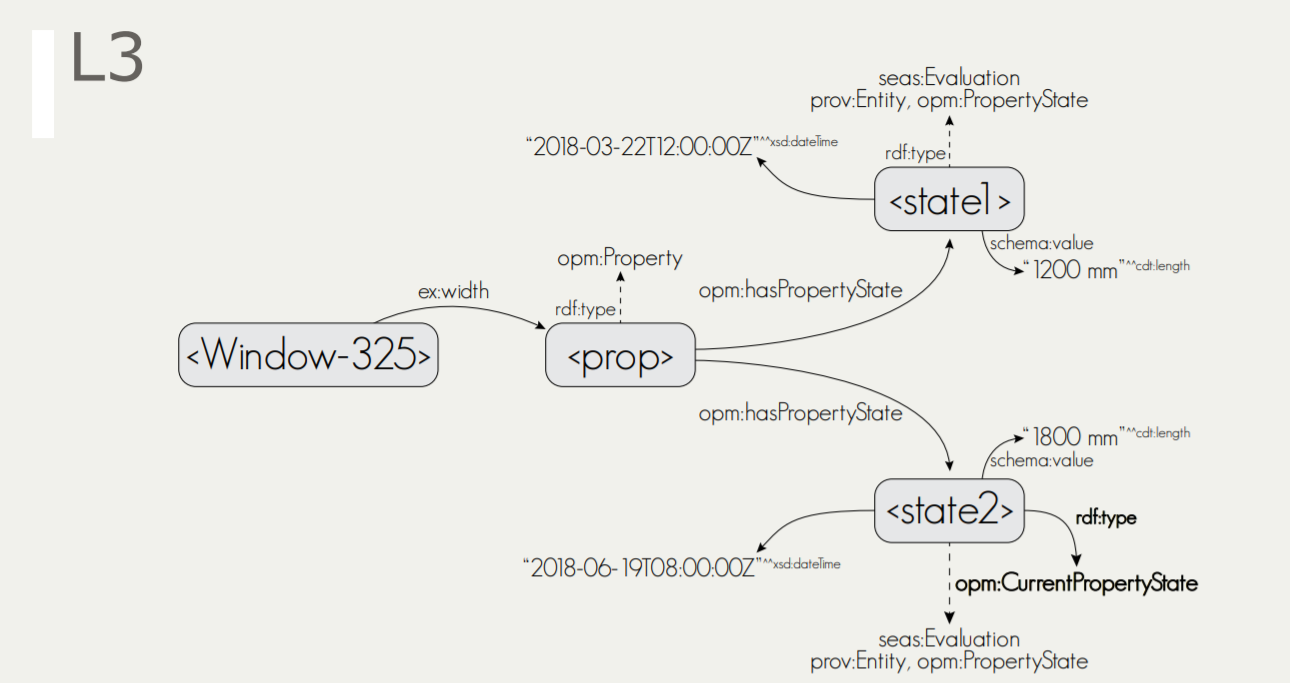 L3
seas:Evaluation
prov:Entity, opm:PropertyState
"2018-03-22T12:00:00Z"^^xsd:dateTime
rdf:type
<state1>
schema:value
"1200 mm"^^cdt:length
opm:Property
opm:hasPropertyState
ex:width
rdf:type
<Window-325>
<prop>
opm:hasPropertyState
"1800 mm"^^cdt:length
schema:value
<state2>
rdf:type
"2018-06-19T08:00:00Z"^^xsd:dateTime
opm:CurrentPropertyState
seas:Evaluation
prov:Entity, opm:PropertyState